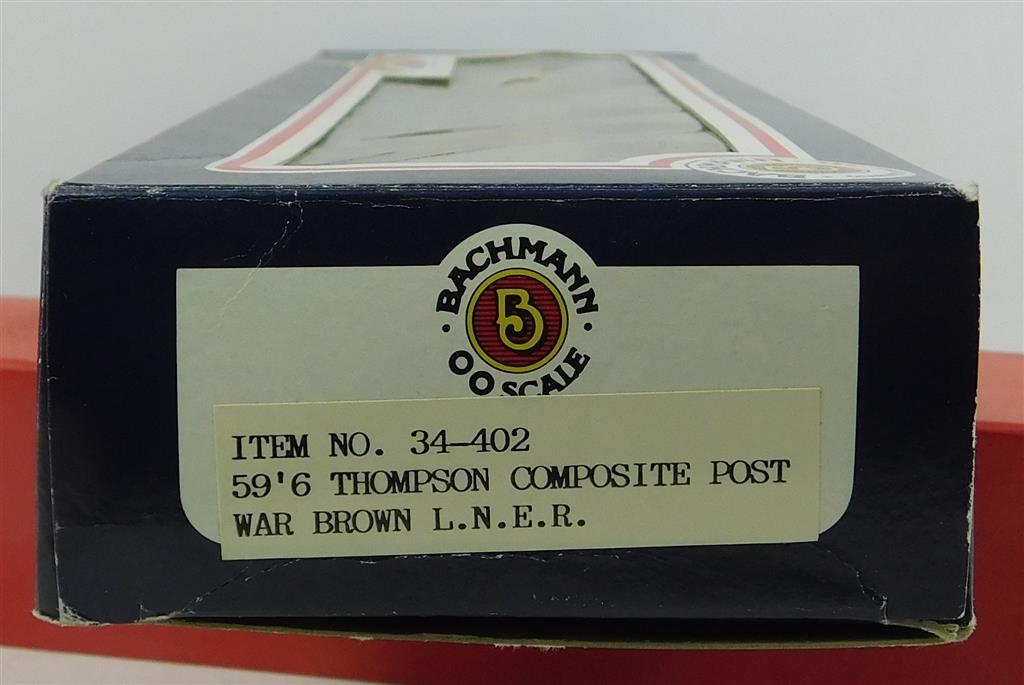 BACHMANN
B
OO SCALE
ITEM NO. 34-402
59'6 THOMPSON COMPOSITE POST
WAR BROWN L.N.E.R.